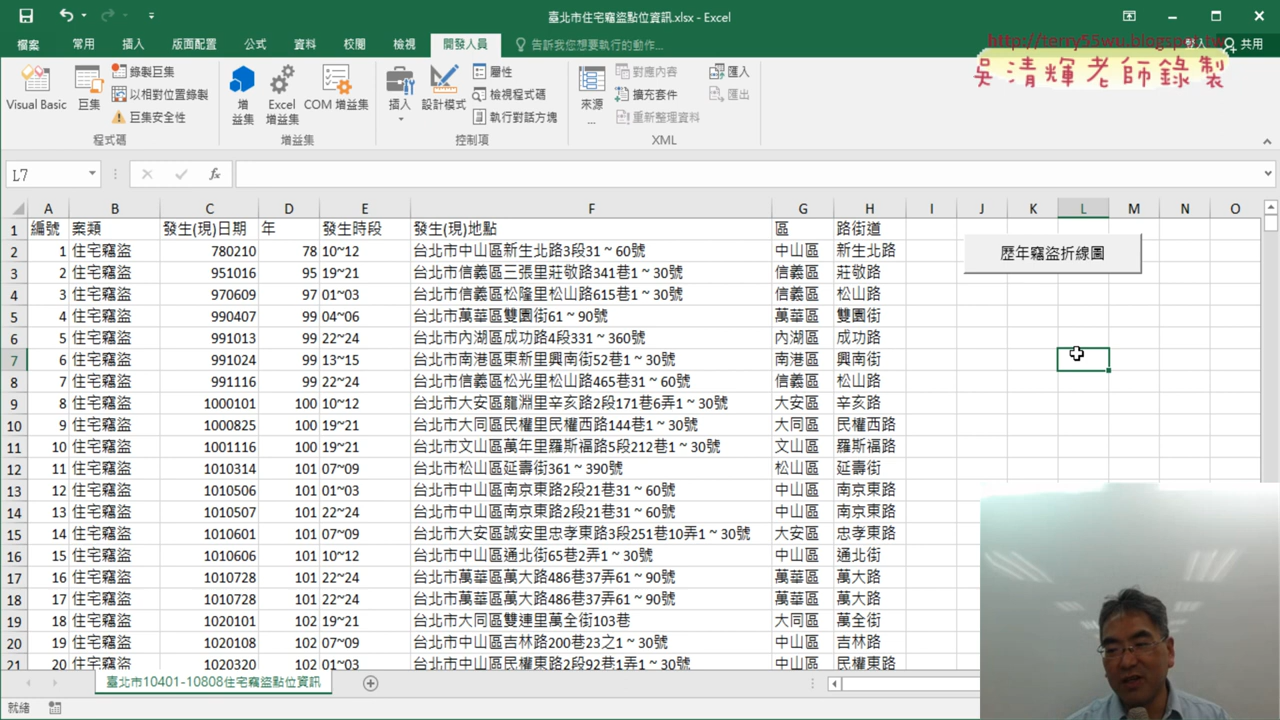 臺北市住宅竊盜點位資訊.xlsx - Excel
http://terry55wu.blogspot.tw
吳清輝老師錄製
檔案 常用 插入 版面配置 公式 資料 校閱 檢視 開發人員 告訴我您想要執行的動作... 登入 共用
Visual Basic 巨集 錄製巨集 以相對位置錄製 巨集安全性 程式碼
增益集 Excel 增益集 COM 增益集 增益集
插入 設計模式 屬性 檢視程式碼 執行對話方塊 控制項
來源... 對應內容 擴充套件 重新整理資料 匯入 匯出 XML
L7 fx
A B C D E F G H I J K L M N O
1 編號 案類 發生(現)日期 年 發生時段 發生(現)地點 區 路街道
歷年竊盜折線圖
2 1 住宅竊盜 780210 78 10~12 台北市中山區新生北路3段31 ~ 60號 中山區 新生北路
3 2 住宅竊盜 951016 95 19~21 台北市信義區三張里莊敬路341巷1 ~ 30號 信義區 莊敬路
4 3 住宅竊盜 970609 97 01~03 台北市信義區松隆里松山路615巷1 ~ 30號 信義區 松山路
5 4 住宅竊盜 990407 99 04~06 台北市萬華區雙園街61 ~ 90號 萬華區 雙園街
6 5 住宅竊盜 991013 99 22~24 台北市內湖區成功路4段331 ~ 360號 內湖區 成功路
7 6 住宅竊盜 991024 99 13~15 台北市南港區東新里興南街52巷1 ~ 30號 南港區 興南街
8 7 住宅竊盜 991116 99 22~24 台北市信義區松光里松山路465巷31 ~ 60號 信義區 松山路
9 8 住宅竊盜 1000101 100 10~12 台北市大安區龍淵里辛亥路2段171巷6弄1 ~ 30號 大安區 辛亥路
10 9 住宅竊盜 1000825 100 19~21 台北市大同區民權里民權西路144巷1 ~ 30號 大同區 民權西路
11 10 住宅竊盜 1001116 100 19~21 台北市文山區萬年里羅斯福路5段212巷1 ~ 30號 文山區 羅斯福路
12 11 住宅竊盜 1010314 101 07~09 台北市松山區延壽街361 ~ 390號 松山區 延壽街
13 12 住宅竊盜 1010506 101 01~03 台北市中山區南京東路2段21巷31 ~ 60號 中山區 南京東路
14 13 住宅竊盜 1010507 101 22~24 台北市中山區南京東路2段21巷31 ~ 60號 中山區 南京東路
15 14 住宅竊盜 1010601 101 07~09 台北市大安區誠安里忠孝東路3段251巷10弄1 ~ 30號 大安區 忠孝東路
16 15 住宅竊盜 1010606 101 10~12 台北市中山區通北街65巷2弄1 ~ 30號 中山區 通北街
17 16 住宅竊盜 1010728 101 22~24 台北市萬華區萬大路486巷37弄61 ~ 90號 萬華區 萬大路
18 17 住宅竊盜 1010728 101 22~24 台北市萬華區萬大路486巷37弄61 ~ 90號 萬華區 萬大路
19 18 住宅竊盜 1020101 102 19~21 台北市大同區雙連里萬全街103巷 大同區 萬全街
20 19 住宅竊盜 1020108 102 07~09 台北市中山區吉林路200巷23之1 ~ 30號 中山區 吉林路
21 20 住宅竊盜 1020320 102 01~03 台北市中山區民權東路2段92巷1弄1 ~ 30號 中山區 民權東路
臺北市10401-10808住宅竊盜點位資訊
就緒